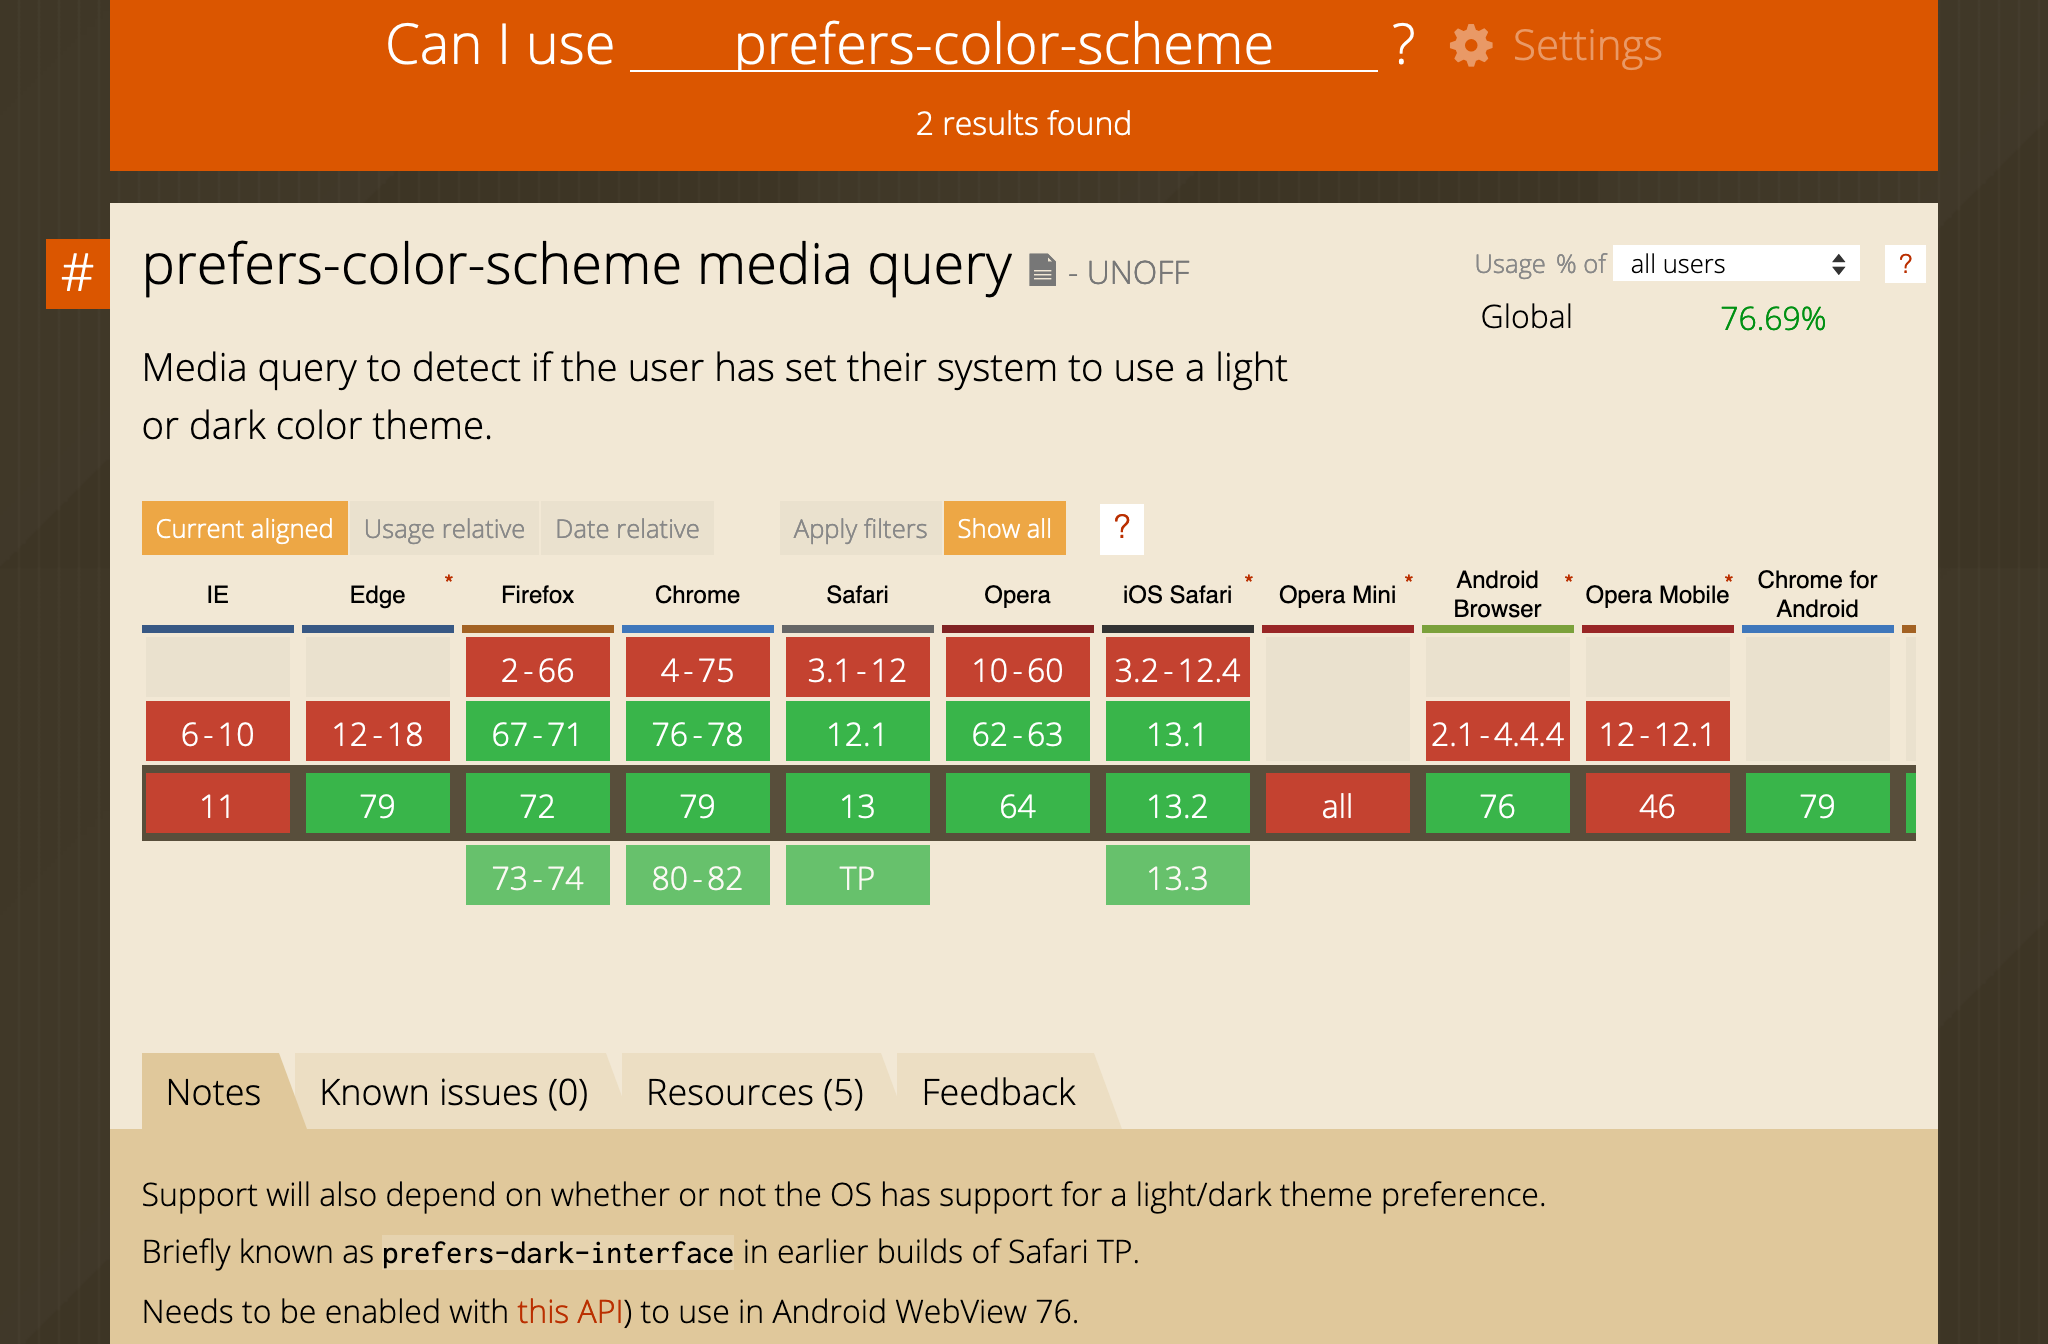 Can I use prefers-color-scheme ? Settings
2 results found
#
prefers-color-scheme media query - UNOFF
Usage % of all users ?
Global 76.69%
Media query to detect if the user has set their system to use a light
or dark color theme.
Current aligned Usage relative Date relative Apply filters Show all ?
IE Edge * Firefox Chrome Safari Opera iOS Safari * Opera Mini * Android Browser * Opera Mobile * Chrome for Android
2-66 4-75 3.1-12 10-60 3.2-12.4
6-10 12-18 67-71 76-78 12.1 62-63 13.1 2.1-4.4.4 12-12.1
11 79 72 79 13 64 13.2 all 76 46 79
73-74 80-82 TP 13.3
Notes Known issues (0) Resources (5) Feedback
Support will also depend on whether or not the OS has support for a light/dark theme preference.
Briefly known as prefers-dark-interface in earlier builds of Safari TP.
Needs to be enabled with this API) to use in Android WebView 76.